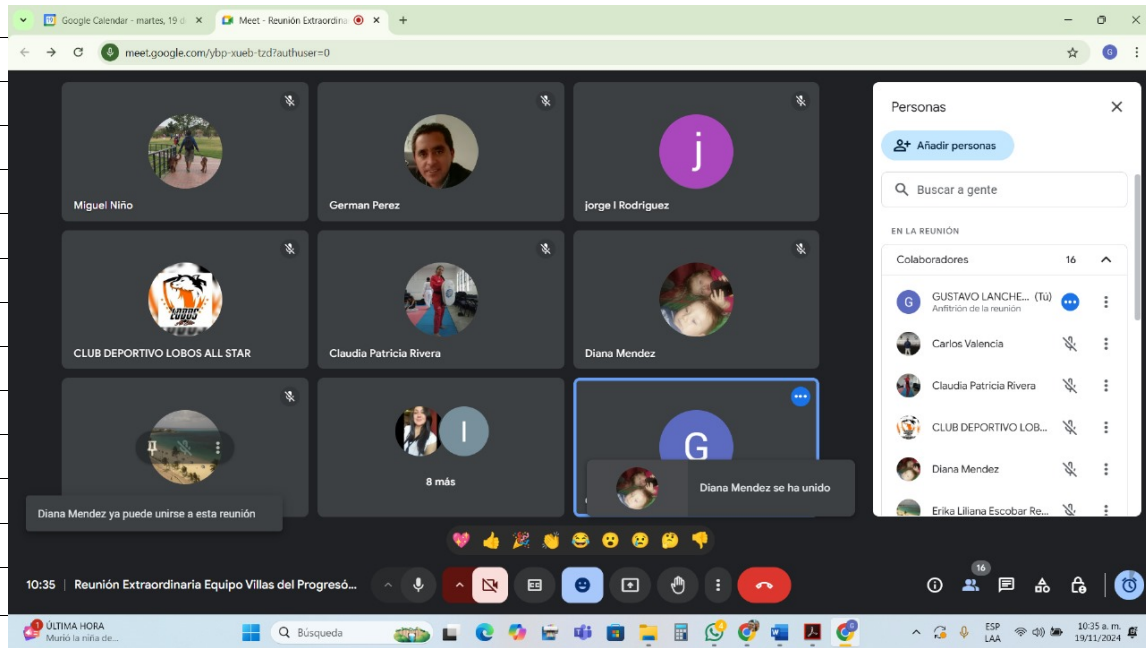 Google Calendar - martes, 19 d
Meet - Reunión Extraordina
meet.google.com/ybp-xueb-tzd?authuser=0
G
Miguel Niño
German Perez
j
jorge I Rodriguez
LOBOS
CLUB DEPORTIVO LOBOS ALL STAR
Claudia Patricia Rivera
Diana Mendez
I
8 más
G
Diana Mendez se ha unido
Diana Mendez ya puede unirse a esta reunión
Personas
Añadir personas
Buscar a gente
EN LA REUNIÓN
Colaboradores 16
G
GUSTAVO LANCHE... (Tú)
Anfitrión de la reunión
Carlos Valencia
Claudia Patricia Rivera
CLUB DEPORTIVO LOB...
Diana Mendez
Erika Liliana Escobar Re...
10:35 | Reunión Extraordinaria Equipo Villas del Progresó...
16
1
ÚLTIMA HORA
Murió la niña de...
Búsqueda
ESP
LAA
10:35 a. m.
19/11/2024